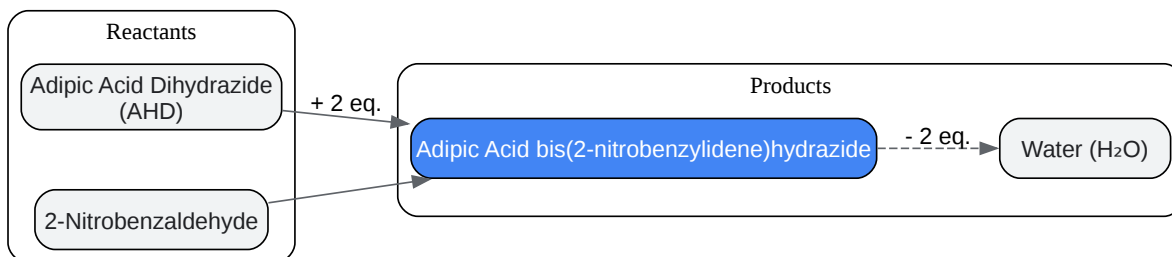 Reactants
Adipic Acid Dihydrazide
(AHD)
+ 2 eq.
2-Nitrobenzaldehyde
Products
Adipic Acid bis(2-nitrobenzylidene)hydrazide
- 2 eq.
Water (H₂O)